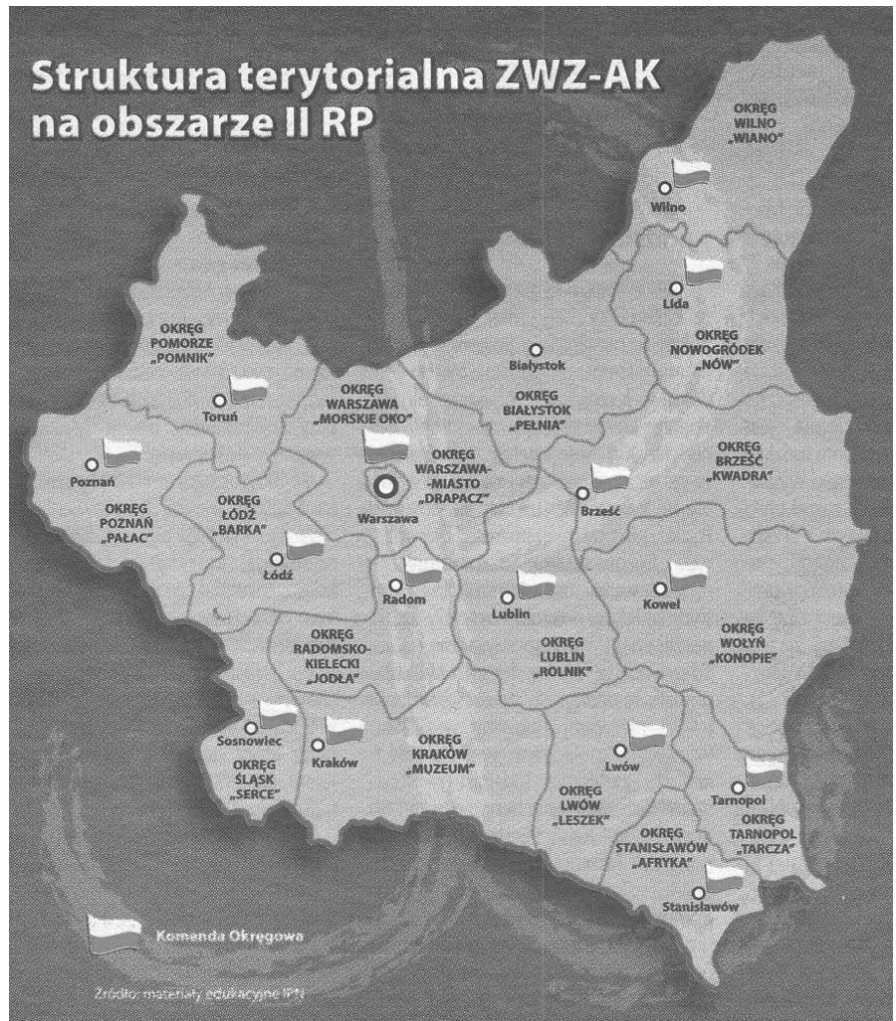 Struktura terytorialna ZWZ-AK
na obszarze II RP
OKRĘG
WILNO
„WIANO”
Wilno
Lida
OKRĘG
NOWOGRÓDEK
„NÓW”
OKRĘG
POMORZE
„POMNIK”
Toruń
OKRĘG
WARSZAWA
„MORSKIE OKO”
Białystok
OKRĘG
BIAŁYSTOK
„PEŁNIA”
OKRĘG
BRZEŚĆ
„KWADRA”
Brześć
Poznań
OKRĘG
POZNAŃ
„PAŁAC”
OKRĘG
ŁÓDŹ
„BARKA”
Łódź
OKRĘG
WARSZAWA-
-MIASTO
„DRAPACZ”
Warszawa
Radom
Lublin
Kowel
OKRĘG
RADOMSKO-
KIELECKI
„JODŁA”
OKRĘG
LUBLIN
„ROLNIK”
OKRĘG
WOŁYŃ
„KONOPIE”
Sosnowiec
OKRĘG
ŚLĄSK
„SERCE”
Kraków
OKRĘG
KRAKÓW
„MUZEUM”
Lwów
OKRĘG
LWÓW
„LESZEK”
Tarnopol
OKRĘG
TARNOPOL
„TARCZA”
OKRĘG
STANISŁAWÓW
„AFRYKA”
Stanisławów
Komenda Okręgowa
Źródło: materiały edukacyjne IPN